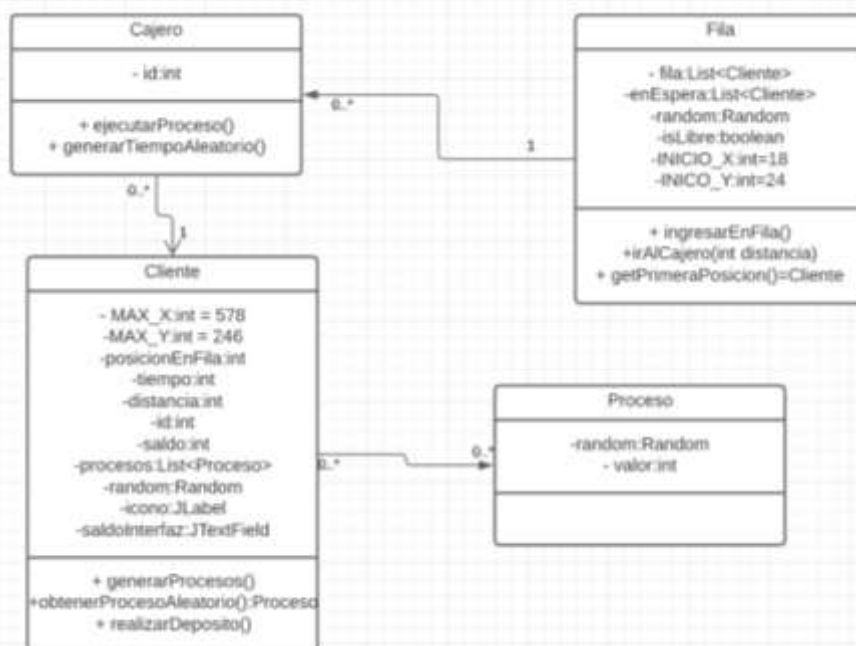 Cajero
- id:int
+ ejecutarProceso()
+ generarTiempoAleatorio()
0..*
1
0..*
1
Fila
- fila:List<Cliente>
-enEspera:List<Cliente>
-random:Random
-isLibre:boolean
-INICIO_X:int=18
-INICO_Y:int=24
+ ingresarEnFila()
+irAlCajero(int distancia)
+ getPrimeraPosicion()=Cliente
Cliente
- MAX_X:int = 578
-MAX_Y:int = 246
-posicionEnFila:int
-tiempo:int
-distancia:int
-id:int
-saldo:int
-procesos:List<Proceso>
-random:Random
-icono:JLabel
-saldoInterfaz:JTextField
+ generarProcesos()
+obtenerProcesoAleatorio():Proceso
+ realizarDeposito()
0..*
0..*
Proceso
-random:Random
- valor:int